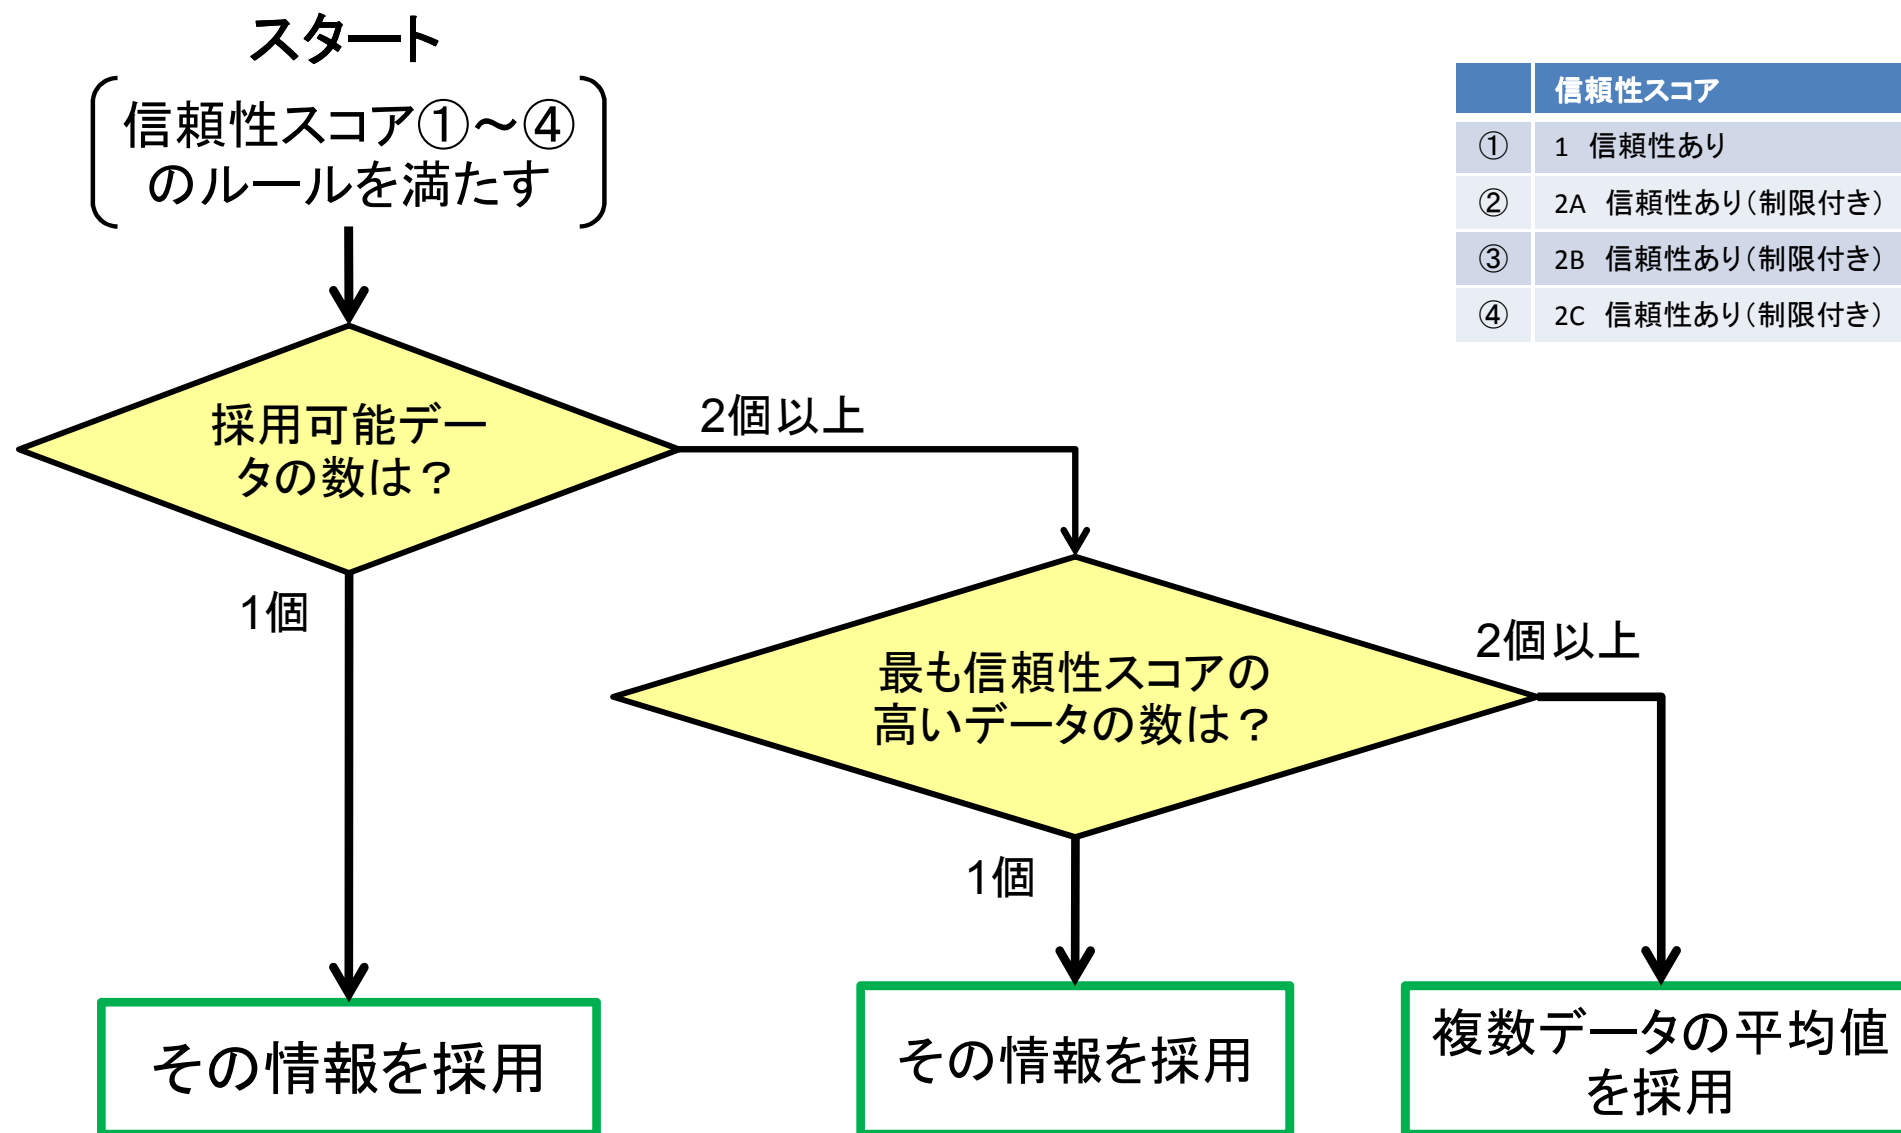 スタート
信頼性スコア①～④
のルールを満たす
信頼性スコア
① 1 信頼性あり
② 2A 信頼性あり（制限付き）
③ 2B 信頼性あり（制限付き）
④ 2C 信頼性あり（制限付き）
採用可能デー
タの数は？
2個以上
1個
最も信頼性スコアの
高いデータの数は？
2個以上
1個
その情報を採用
その情報を採用
複数データの平均値
を採用